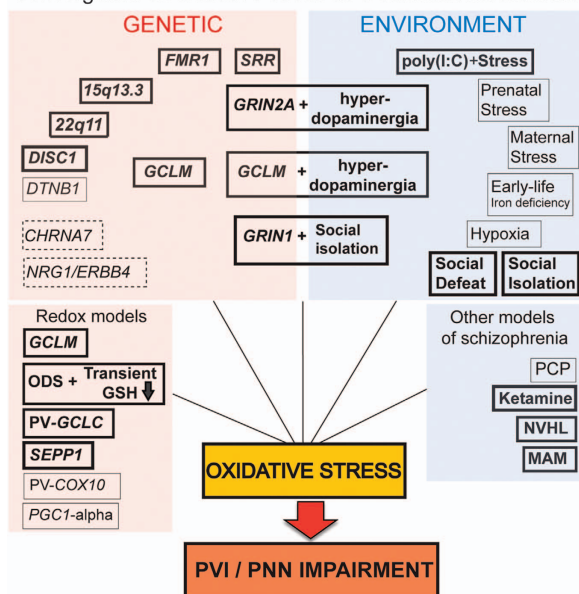 GENETIC
ENVIRONMENT
FMR1
SRR
poly(I:C)+Stress
15q13.3
GRIN2A + hyper-
dopaminergia
Prenatal
Stress
22q11
Maternal
Stress
DISC1
GCLM
GCLM + hyper-
dopaminergia
DTNB1
Early-life
Iron deficiency
CHRNA7
GRIN1 + Social
isolation
Hypoxia
NRG1/ERBB4
Social
Defeat
Social
Isolation
Redox models
GCLM
ODS + Transient
GSH
PV-GCLC
SEPP1
PV-COX10
PGC1-alpha
Other models
of schizophrenia
PCP
Ketamine
NVHL
MAM
OXIDATIVE STRESS
PVI / PNN IMPAIRMENT